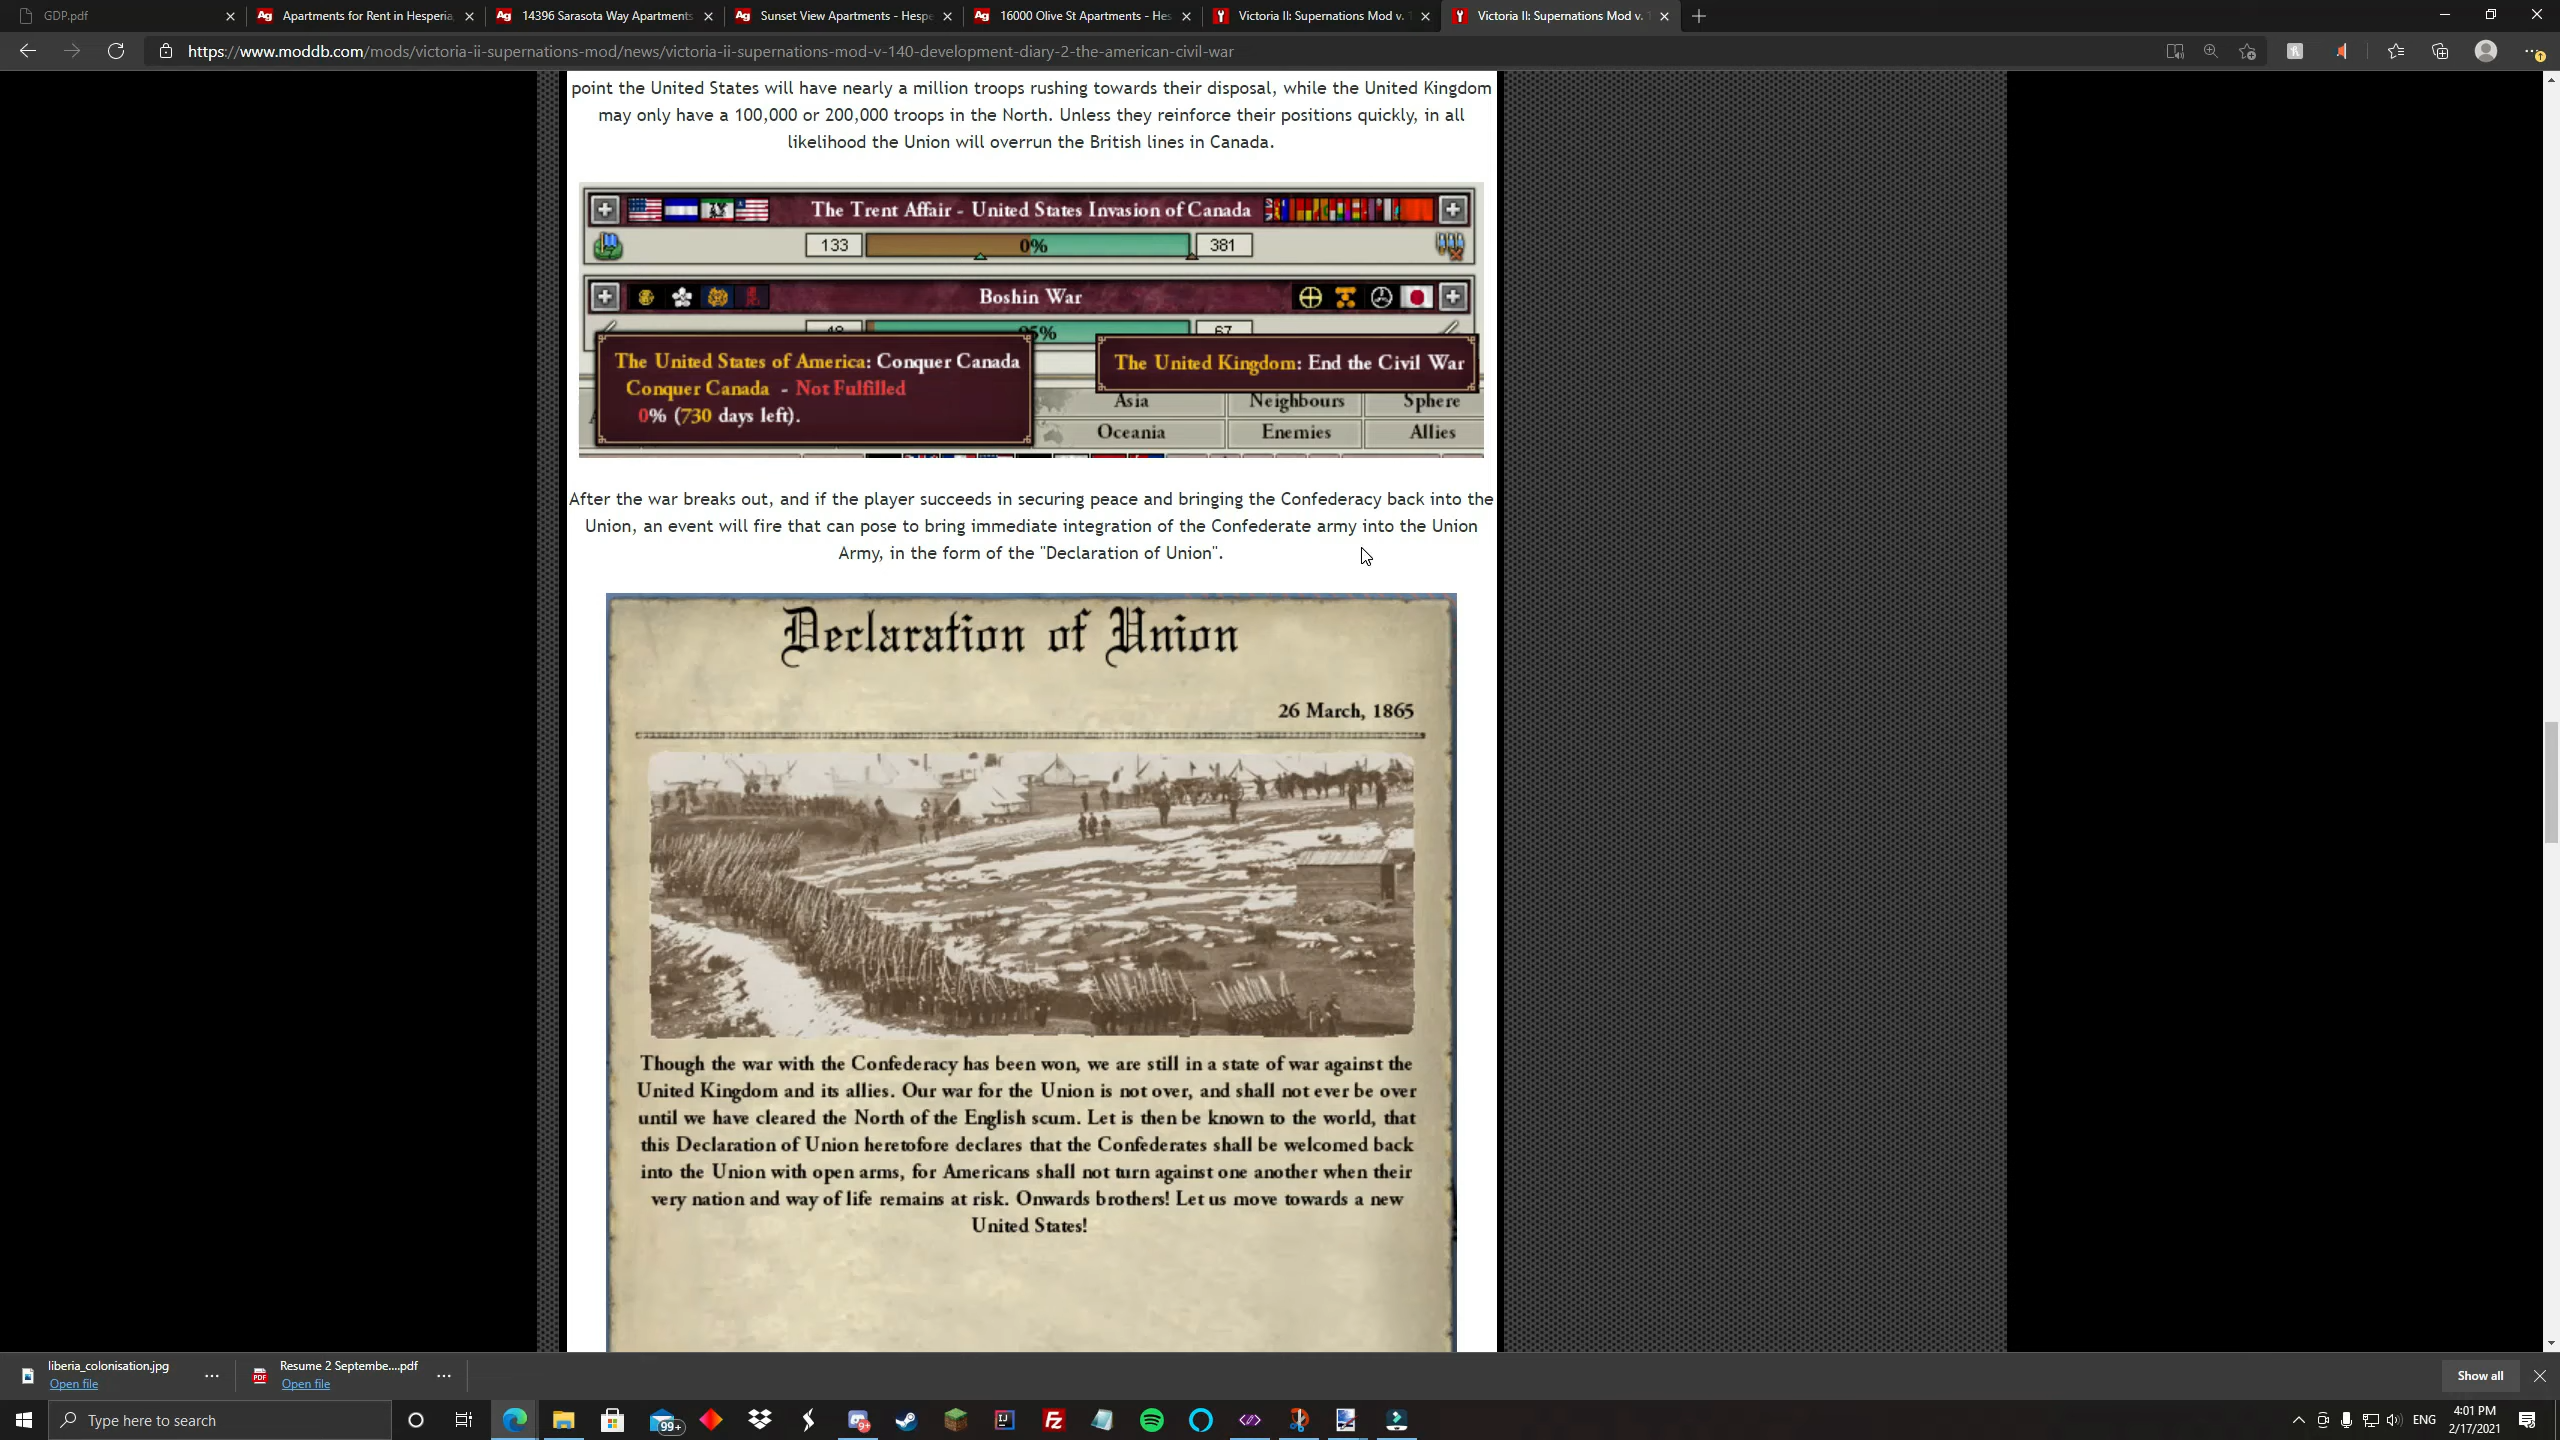 GDP.pdf
Apartments for Rent in Hesperia,
14396 Sarasota Way Apartments
Sunset View Apartments - Hespe
16000 Olive St Apartments - Hes
Victoria II: Supernations Mod v.
Victoria II: Supernations Mod v.
https://www.moddb.com/mods/victoria-ii-supernations-mod/news/victoria-ii-supernations-mod-v-140-development-diary-2-the-american-civil-war
point the United States will have nearly a million troops rushing towards their disposal, while the United Kingdom
may only have a 100,000 or 200,000 troops in the North. Unless they reinforce their positions quickly, in all
likelihood the Union will overrun the British lines in Canada.
The Trent Affair - United States Invasion of Canada
133 0% 381
Boshin War
The United States of America: Conquer Canada
Conquer Canada - Not Fulfilled
0% (730 days left).
The United Kingdom: End the Civil War
Asia Neighbours Sphere
Oceania Enemies Allies
After the war breaks out, and if the player succeeds in securing peace and bringing the Confederacy back into the
Union, an event will fire that can pose to bring immediate integration of the Confederate army into the Union
Army, in the form of the "Declaration of Union".
Declaration of Union
26 March, 1865
Though the war with the Confederacy has been won, we are still in a state of war against the
United Kingdom and its allies. Our war for the Union is not over, and shall not ever be over
until we have cleared the North of the English scum. Let is then be known to the world, that
this Declaration of Union heretofore declares that the Confederates shall be welcomed back
into the Union with open arms, for Americans shall not turn against one another when their
very nation and way of life remains at risk. Onwards brothers! Let us move towards a new
United States!
liberia_colonisation.jpg
Open file
Resume 2 Septembe....pdf
Open file
Show all
Type here to search
99+
9+
ENG
4:01 PM
2/17/2021